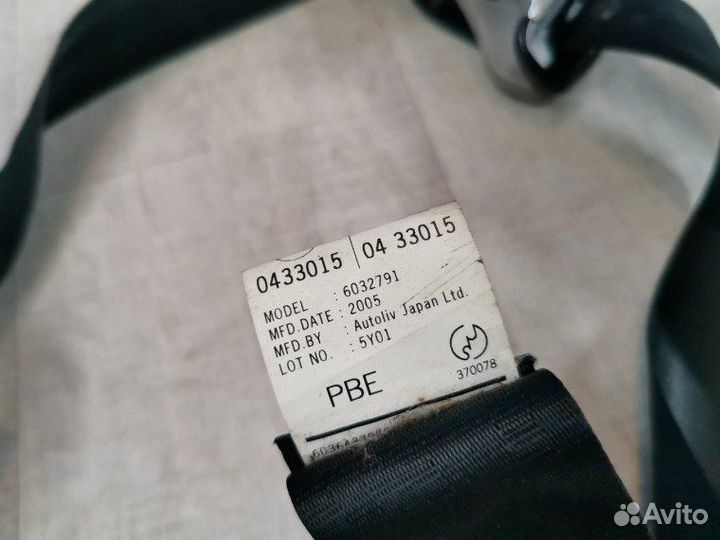 0433015 | 04 33015
MODEL : 6032791
MFD.DATE : 2005
MFD.BY : Autoliv Japan Ltd.
LOT NO. : 5Y01
PBE
370078
Avito